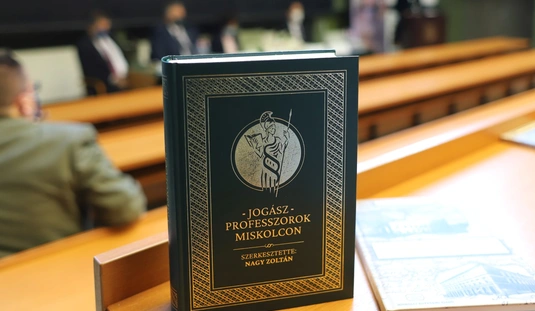 - JOGÁSZ -
PROFESSZOROK
MISKOLCON
SZERKESZTETTE:
NAGY ZOLTÁN